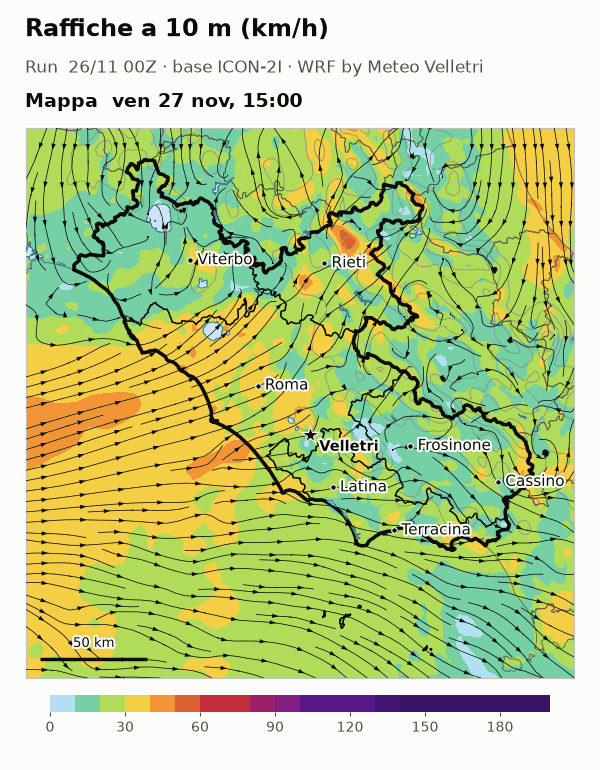 Raffiche a 10 m (km/h)
Run  26/11 00Z · base ICON-2I · WRF by Meteo Velletri
Mappa  ven 27 nov, 15:00
Viterbo
Rieti
Roma
Velletri
Frosinone
Latina
Cassino
Terracina
50 km
0 30 60 90 120 150 180